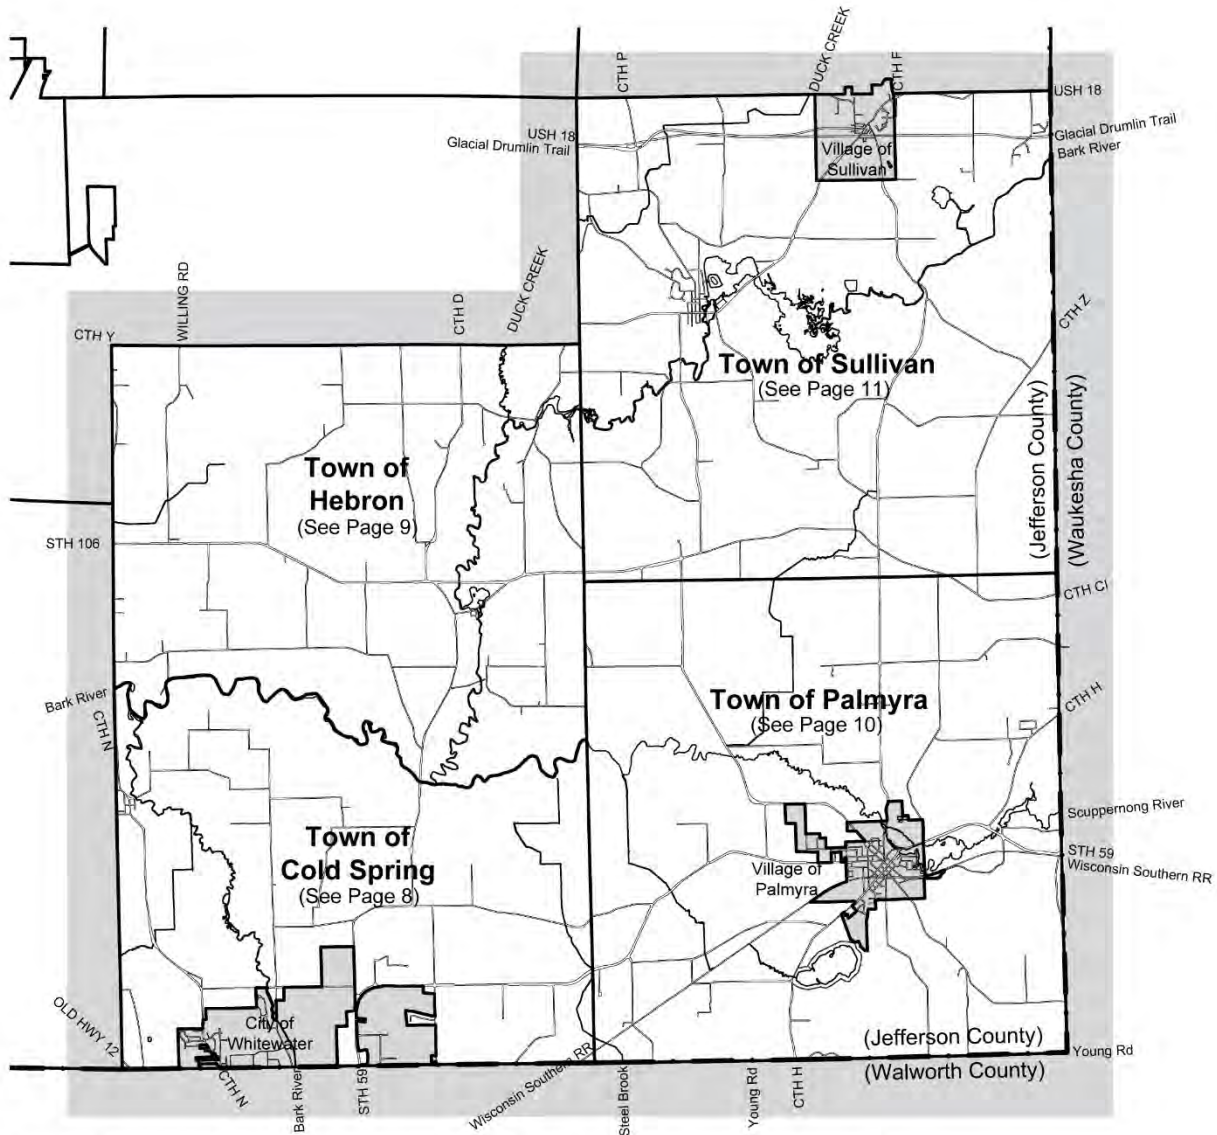 CTH P
DUCK CREEK
CTH F
USH 18
USH 18
Glacial Drumlin Trail
Glacial Drumlin Trail
Bark River
Village of
Sullivan
WILLING RD
CTH D
DUCK CREEK
CTH Y
CTH Z
Town of Sullivan
(See Page 11)
(Jefferson County)
(Waukesha County)
Town of
Hebron
(See Page 9)
STH 106
CTH CI
Bark River
CTH N
Town of Palmyra
(See Page 10)
CTH H
Scuppernong River
Town of
Cold Spring
(See Page 8)
Village of
Palmyra
STH 59
Wisconsin Southern RR
OLD HWY 12
City of
Whitewater
(Jefferson County)
(Walworth County)
Young Rd
CTH N
Bark River
STH 59
Wisconsin Southern RR
Steel Brook
Young Rd
CTH H